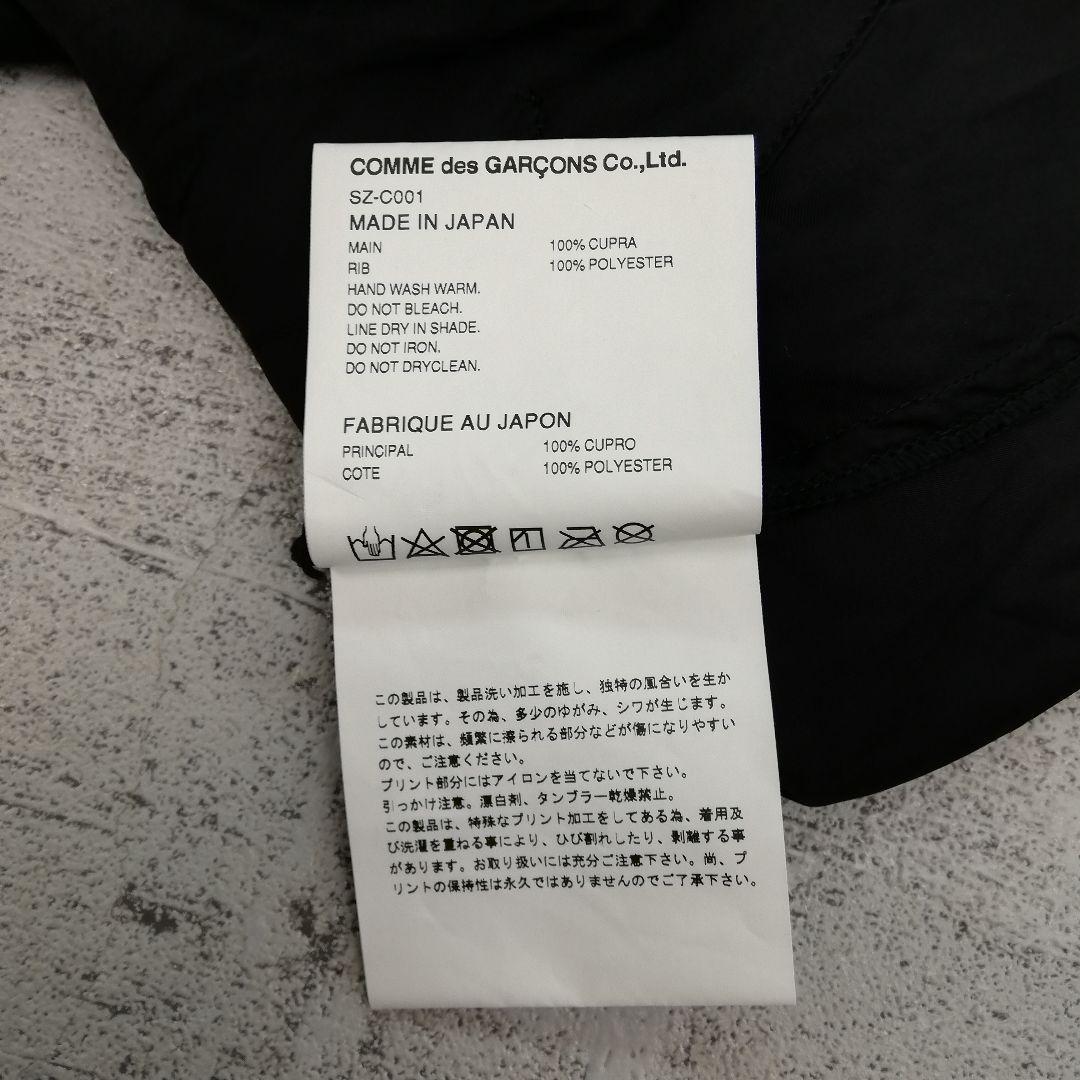 COMME des GARÇONS Co.,Ltd.
SZ-C001
MADE IN JAPAN
MAIN 100% CUPRA
RIB 100% POLYESTER
HAND WASH WARM.
DO NOT BLEACH.
LINE DRY IN SHADE.
DO NOT IRON.
DO NOT DRYCLEAN.
FABRIQUE AU JAPON
PRINCIPAL 100% CUPRO
COTE 100% POLYESTER
この製品は、製品洗い加工を施し、独特の風合いを生か
しています。その為、多少のゆがみ、シワが生じます。
この素材は、頻繁に擦られる部分などが傷になりやすい
ので、ご注意ください。
プリント部分にはアイロンを当てないで下さい。
引っかけ注意。漂白剤、タンブラー乾燥禁止。
この製品は、特殊なプリント加工をしてある為、着用及
び洗濯を重ねる事により、ひび割れしたり、剥離する事
があります。お取り扱いには充分ご注意下さい。尚、プ
リントの保持性は永久ではありませんのでご了承下さい。